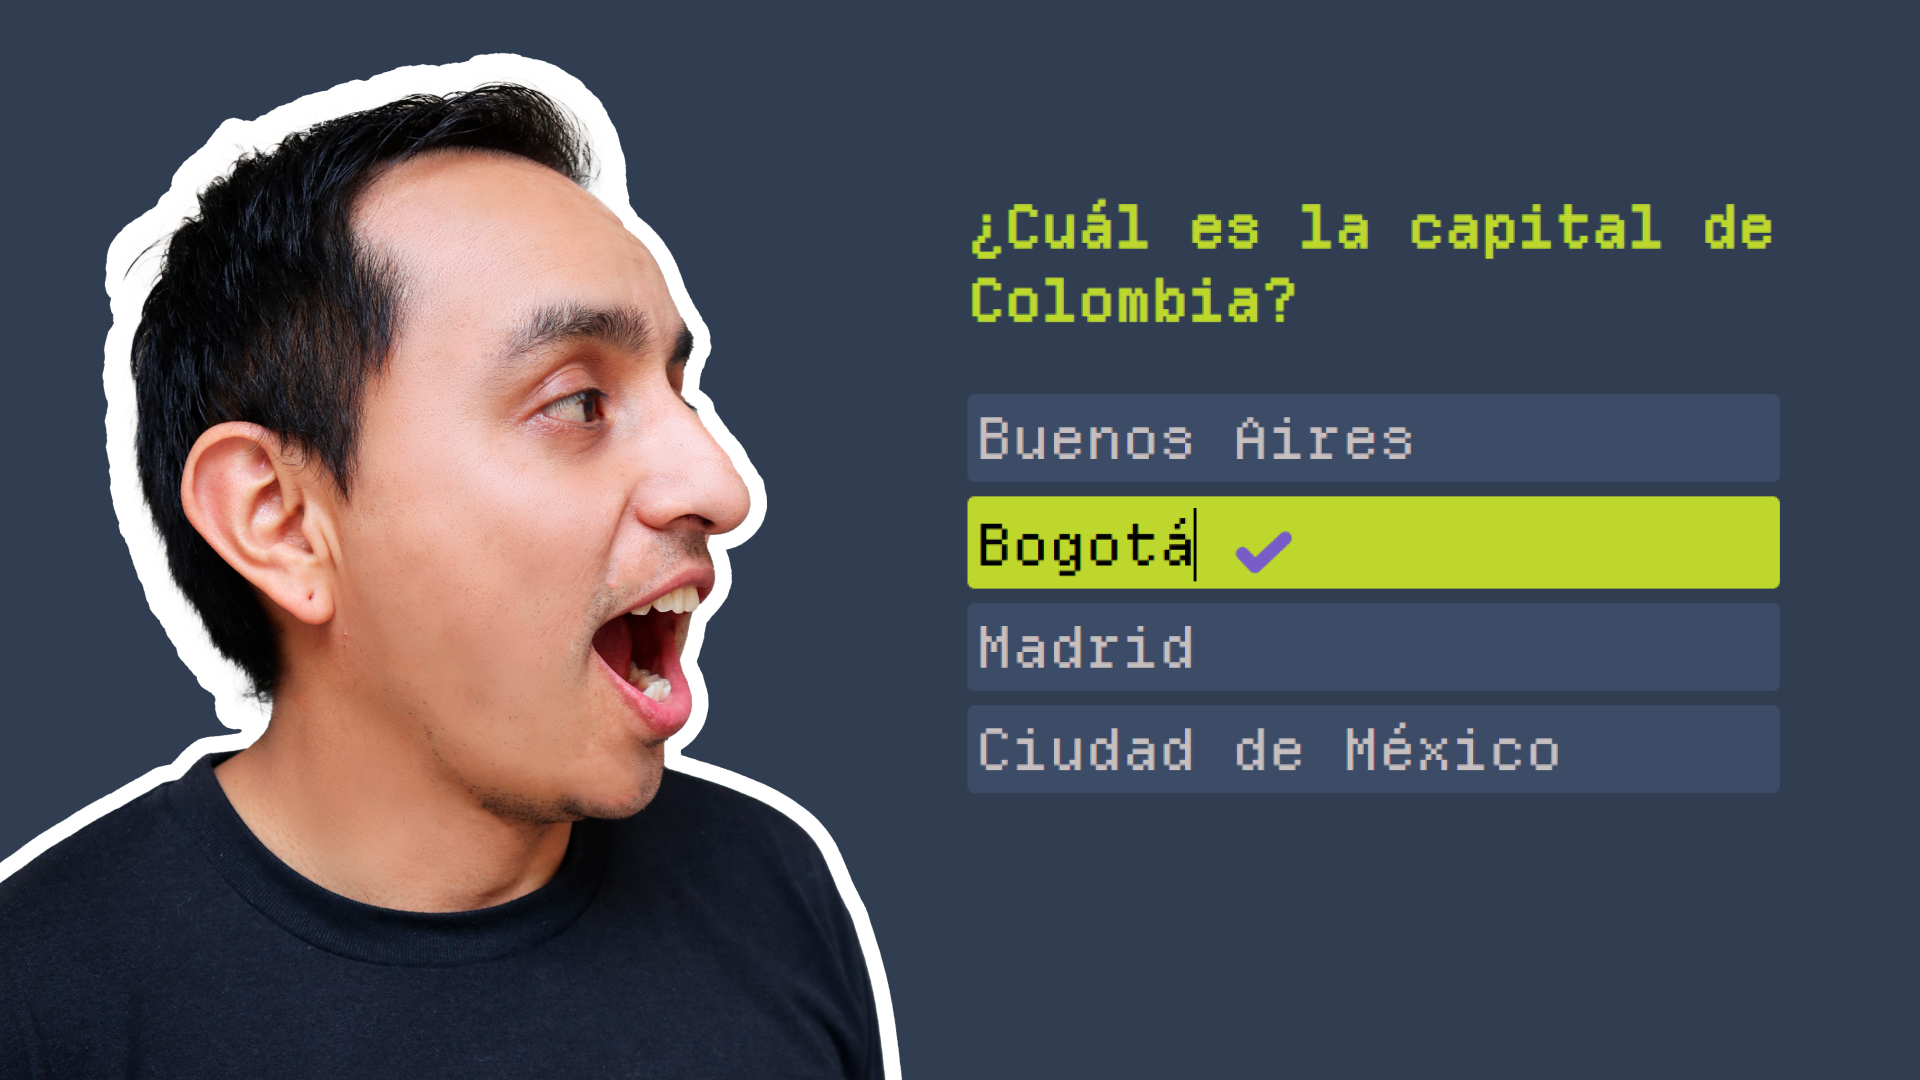 ¿Cuál es la capital de
Colombia?
Buenos Aires
Bogotá
Madrid
Ciudad de México